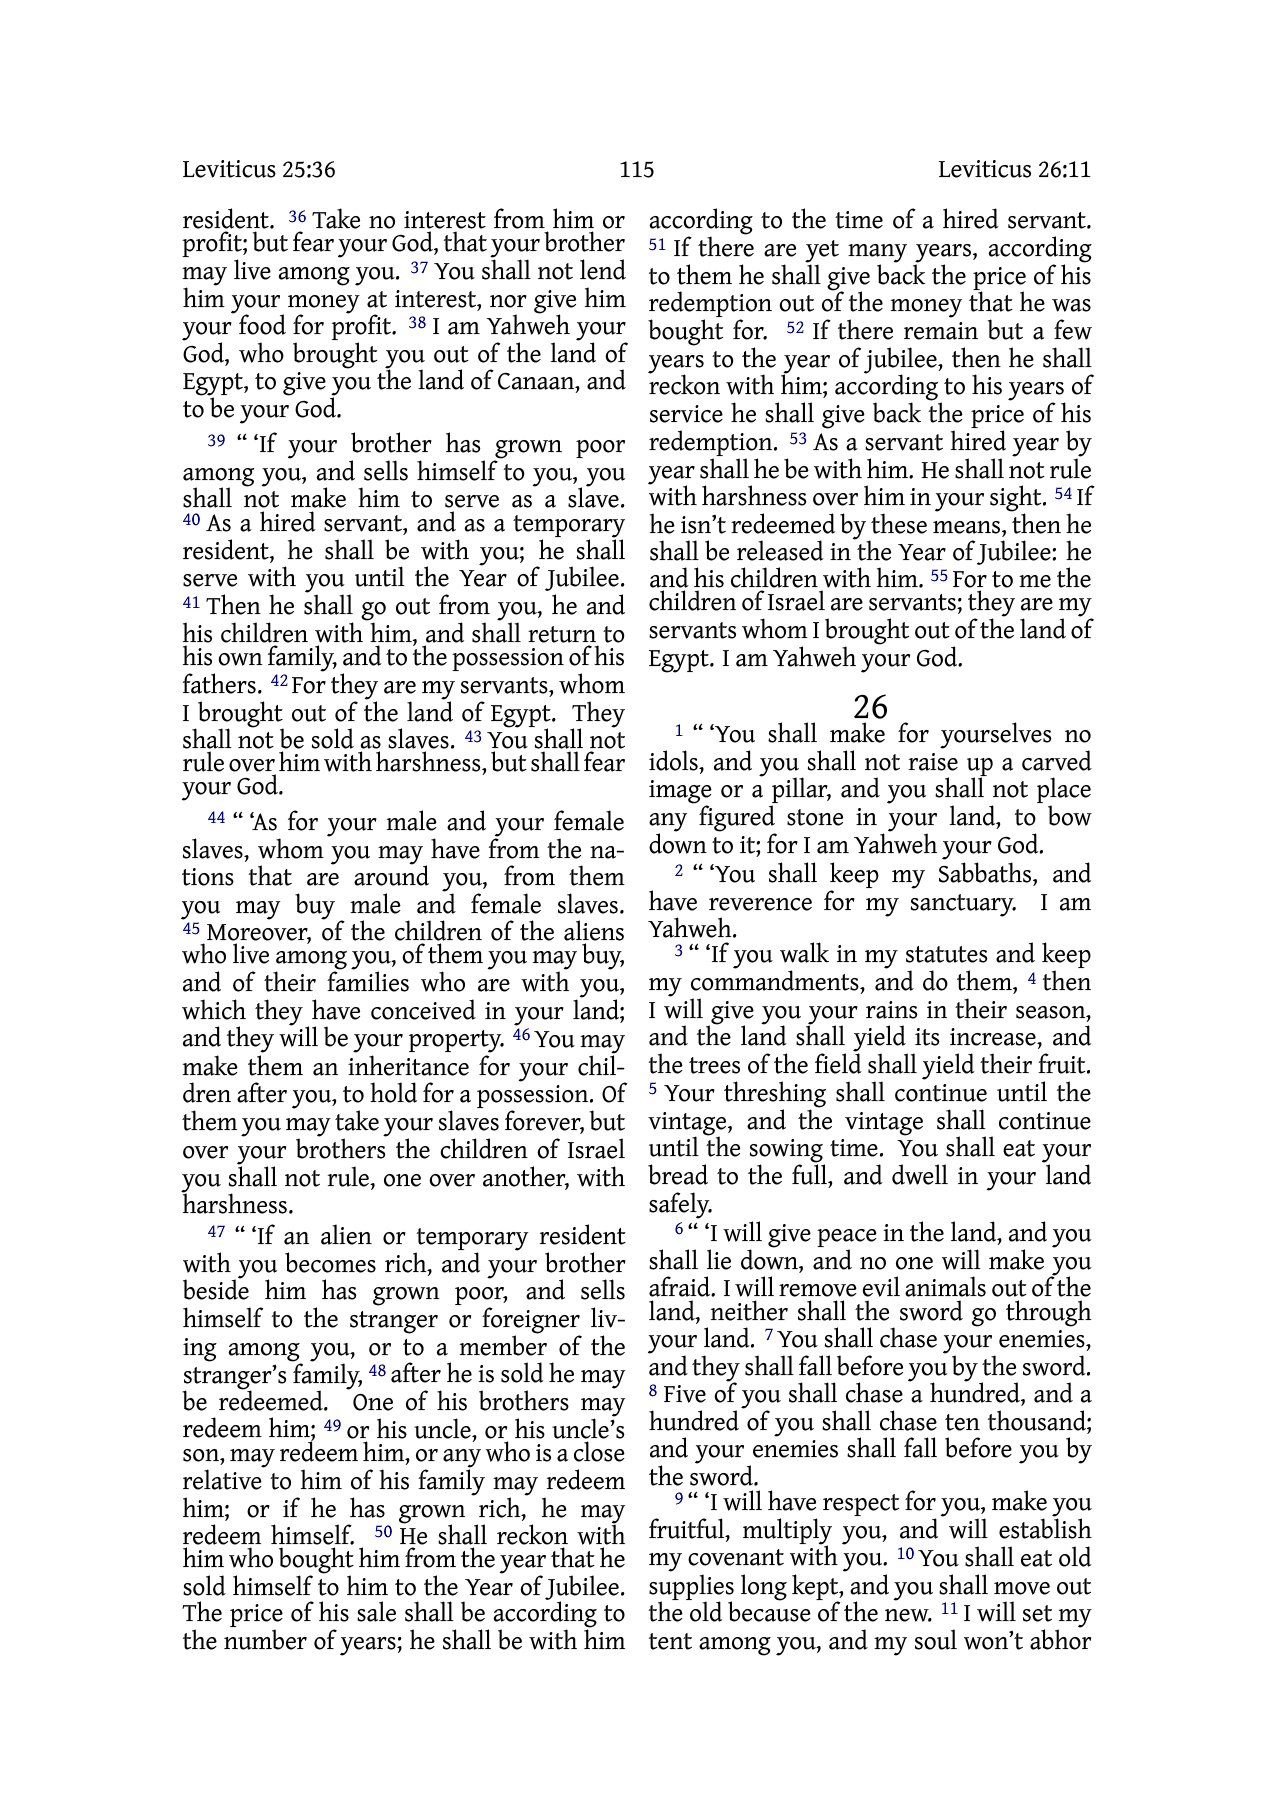 Leviticus 25:36 115 Leviticus 26:11
resident. 36 Take no interest from him or
profit; but fear your God, that your brother
may live among you. 37 You shall not lend
him your money at interest, nor give him
your food for profit. 38 I am Yahweh your
God, who brought you out of the land of
Egypt, to give you the land of Canaan, and
to be your God.
39 “ ‘If your brother has grown poor
among you, and sells himself to you, you
shall not make him to serve as a slave.
40 As a hired servant, and as a temporary
resident, he shall be with you; he shall
serve with you until the Year of Jubilee.
41 Then he shall go out from you, he and
his children with him, and shall return to
his own family, and to the possession of his
fathers. 42 For they are my servants, whom
I brought out of the land of Egypt. They
shall not be sold as slaves. 43 You shall not
rule over him with harshness, but shall fear
your God.
44 “ ‘As for your male and your female
slaves, whom you may have from the na-
tions that are around you, from them
you may buy male and female slaves.
45 Moreover, of the children of the aliens
who live among you, of them you may buy,
and of their families who are with you,
which they have conceived in your land;
and they will be your property. 46 You may
make them an inheritance for your chil-
dren after you, to hold for a possession. Of
them you may take your slaves forever, but
over your brothers the children of Israel
you shall not rule, one over another, with
harshness.
47 “ ‘If an alien or temporary resident
with you becomes rich, and your brother
beside him has grown poor, and sells
himself to the stranger or foreigner liv-
ing among you, or to a member of the
stranger’s family, 48 after he is sold he may
be redeemed. One of his brothers may
redeem him; 49 or his uncle, or his uncle’s
son, may redeem him, or any who is a close
relative to him of his family may redeem
him; or if he has grown rich, he may
redeem himself. 50 He shall reckon with
him who bought him from the year that he
sold himself to him to the Year of Jubilee.
The price of his sale shall be according to
the number of years; he shall be with him
according to the time of a hired servant.
51 If there are yet many years, according
to them he shall give back the price of his
redemption out of the money that he was
bought for. 52 If there remain but a few
years to the year of jubilee, then he shall
reckon with him; according to his years of
service he shall give back the price of his
redemption. 53 As a servant hired year by
year shall he be with him. He shall not rule
with harshness over him in your sight. 54 If
he isn’t redeemed by these means, then he
shall be released in the Year of Jubilee: he
and his children with him. 55 For to me the
children of Israel are servants; they are my
servants whom I brought out of the land of
Egypt. I am Yahweh your God.
26
1 “ ‘You shall make for yourselves no
idols, and you shall not raise up a carved
image or a pillar, and you shall not place
any figured stone in your land, to bow
down to it; for I am Yahweh your God.
2 “ ‘You shall keep my Sabbaths, and
have reverence for my sanctuary. I am
Yahweh.
3 “ ‘If you walk in my statutes and keep
my commandments, and do them, 4 then
I will give you your rains in their season,
and the land shall yield its increase, and
the trees of the field shall yield their fruit.
5 Your threshing shall continue until the
vintage, and the vintage shall continue
until the sowing time. You shall eat your
bread to the full, and dwell in your land
safely.
6 “ ‘I will give peace in the land, and you
shall lie down, and no one will make you
afraid. I will remove evil animals out of the
land, neither shall the sword go through
your land. 7 You shall chase your enemies,
and they shall fall before you by the sword.
8 Five of you shall chase a hundred, and a
hundred of you shall chase ten thousand;
and your enemies shall fall before you by
the sword.
9 “ ‘I will have respect for you, make you
fruitful, multiply you, and will establish
my covenant with you. 10 You shall eat old
supplies long kept, and you shall move out
the old because of the new. 11 I will set my
tent among you, and my soul won’t abhor